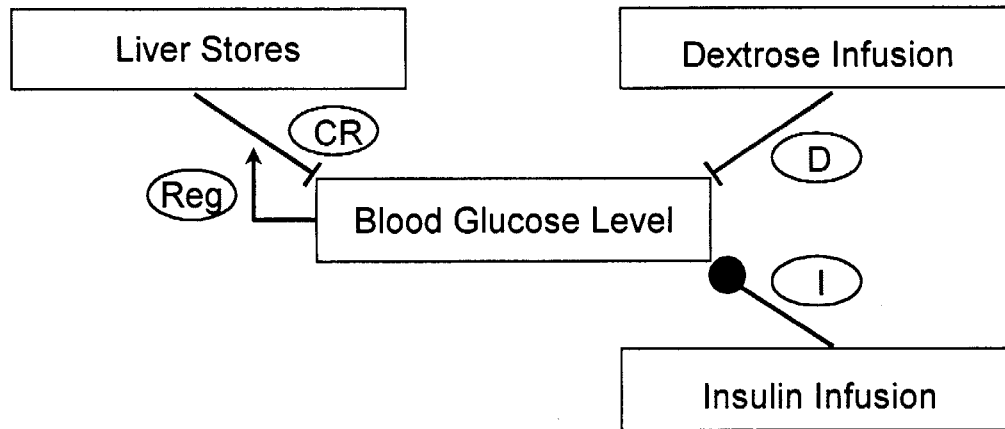 Liver Stores
Dextrose Infusion
CR
D
Reg
Blood Glucose Level
I
Insulin Infusion